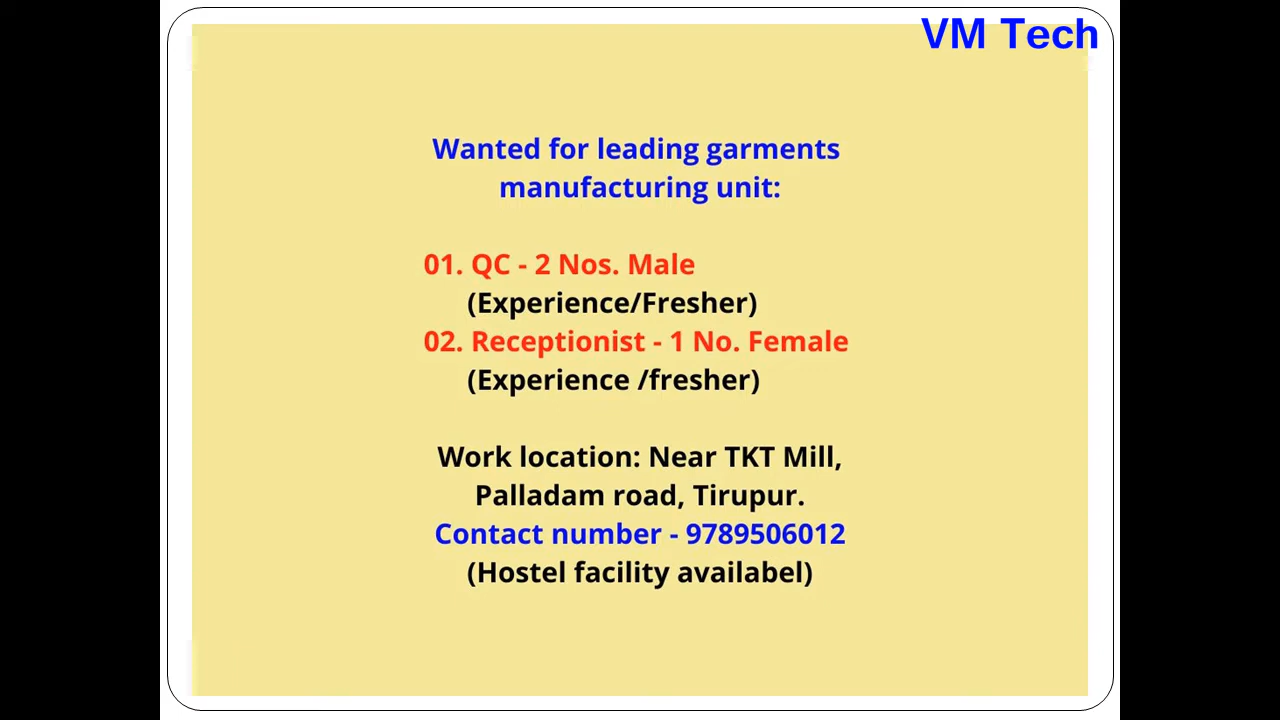 VM Tech
Wanted for leading garments
manufacturing unit:
01. QC - 2 Nos. Male
(Experience/Fresher)
02. Receptionist - 1 No. Female
(Experience /fresher)
Work location: Near TKT Mill,
Palladam road, Tirupur.
Contact number - 9789506012
(Hostel facility availabel)